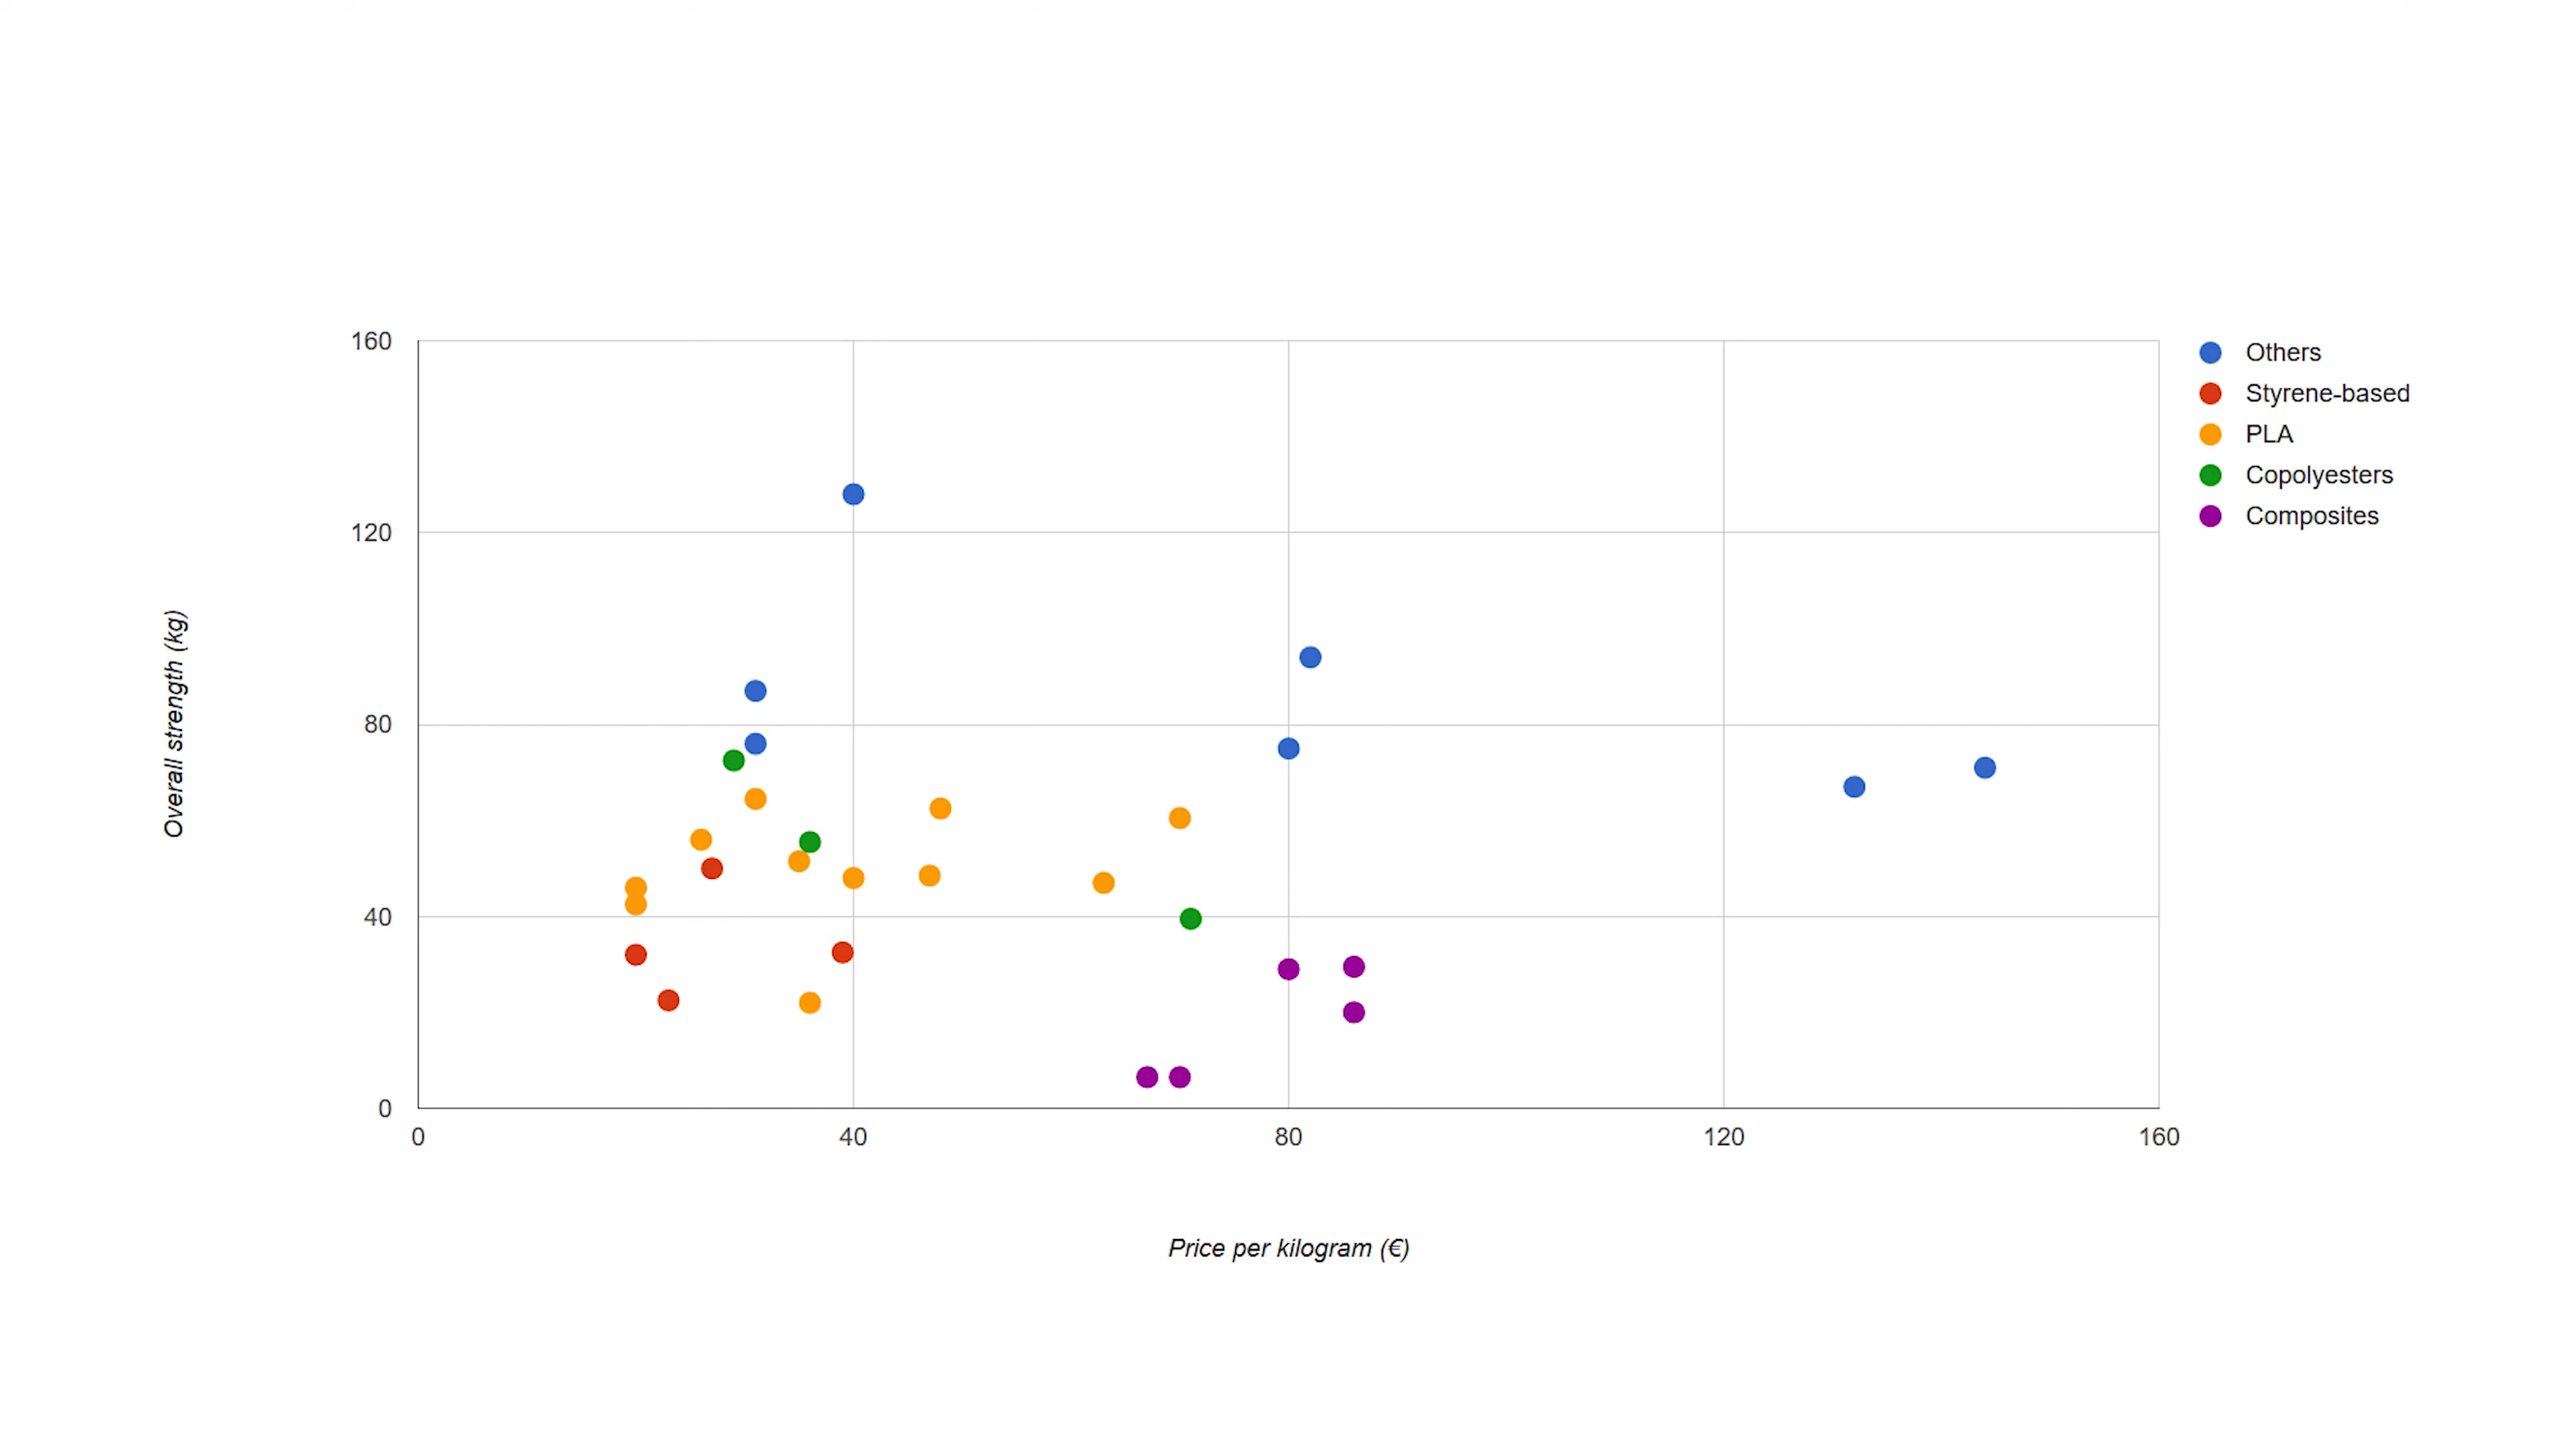 160
120
80
40
0
0
40
80
120
160
Overall strength (kg)
Price per kilogram (€)
Others
Styrene-based
PLA
Copolyesters
Composites